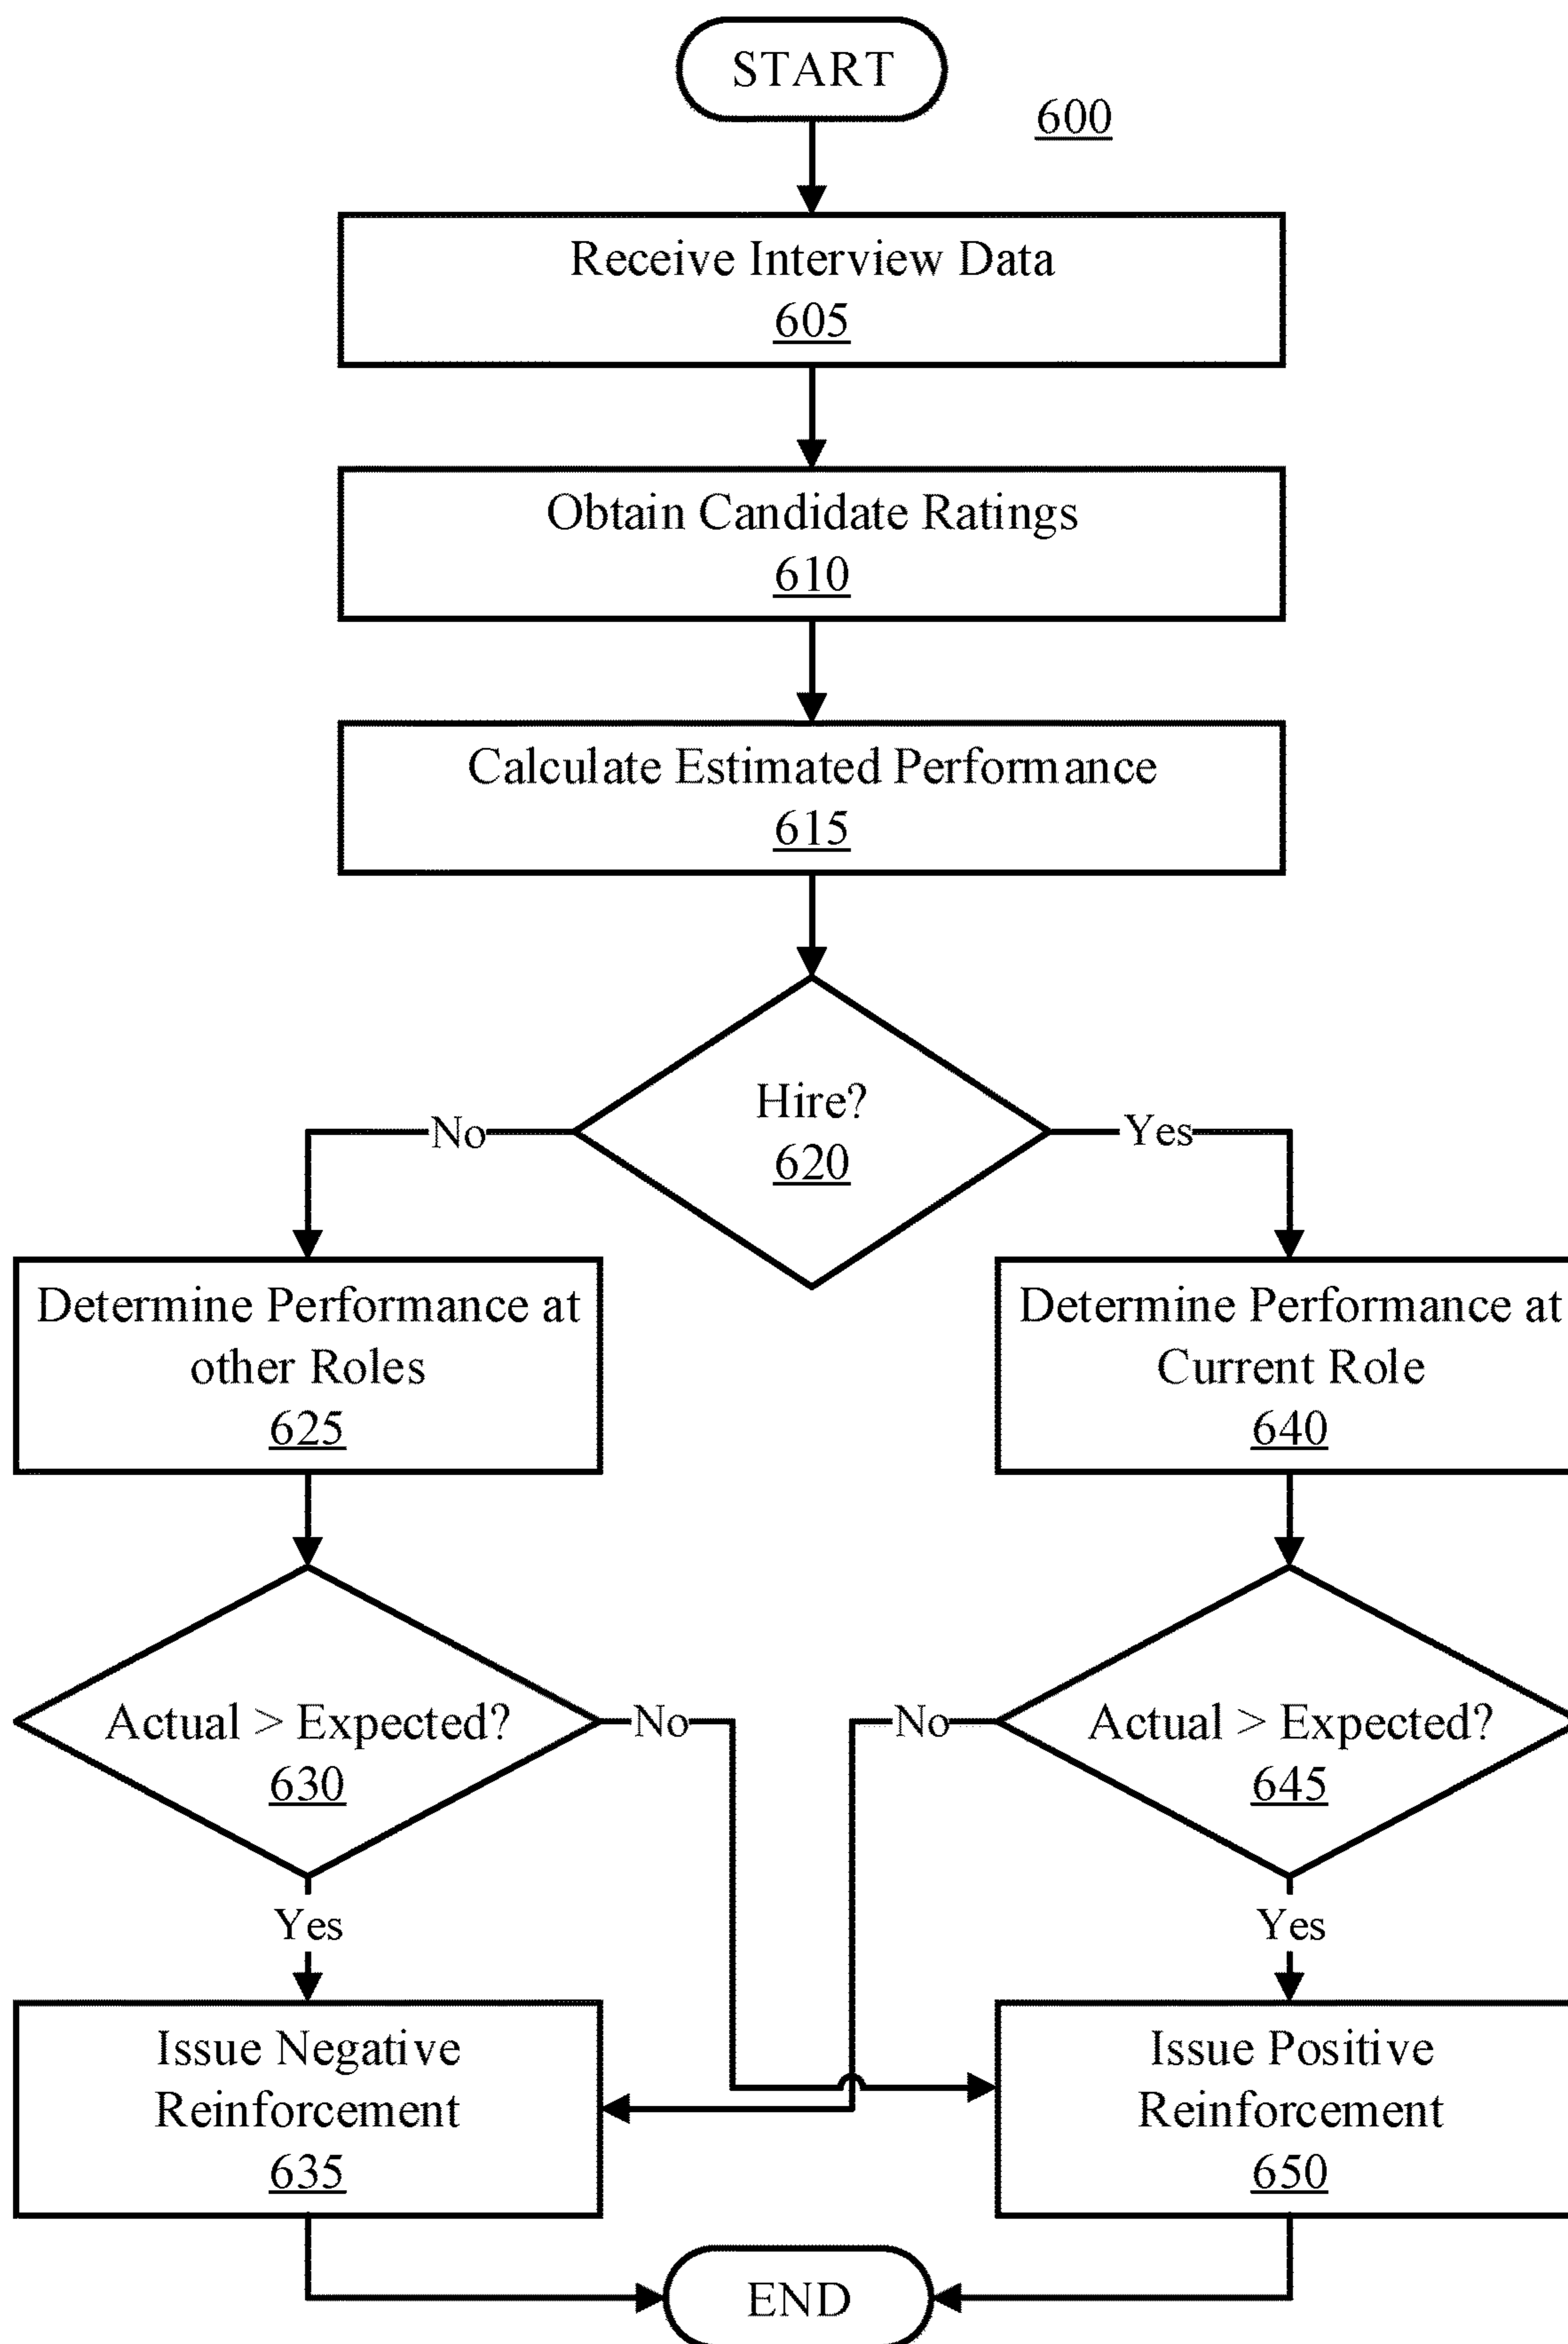 START
600
Receive Interview Data
605
Obtain Candidate Ratings
610
Calculate Estimated Performance
615
Hire?
620
No
Yes
Determine Performance at
other Roles
625
Determine Performance at
Current Role
640
Actual > Expected?
630
No
No
Actual > Expected?
645
Yes
Yes
Issue Negative
Reinforcement
635
Issue Positive
Reinforcement
650
END